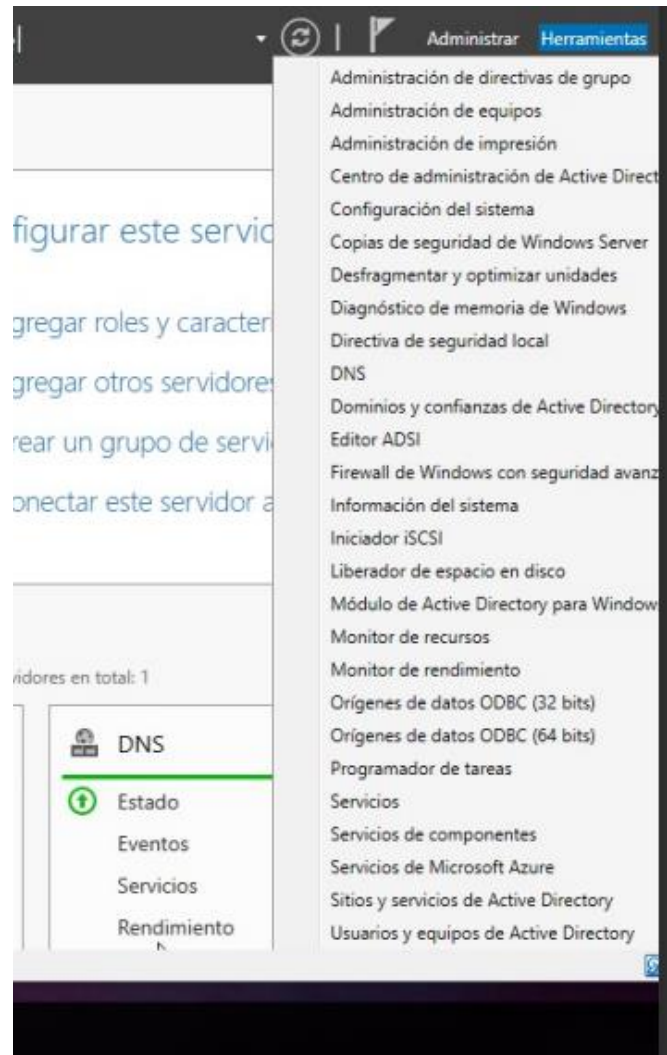 Administrar Herramientas
Administración de directivas de grupo
Administración de equipos
Administración de impresión
Centro de administración de Active Direct
Configuración del sistema
Copias de seguridad de Windows Server
Desfragmentar y optimizar unidades
Diagnóstico de memoria de Windows
Directiva de seguridad local
DNS
Dominios y confianzas de Active Directory
Editor ADSI
Firewall de Windows con seguridad avanz
Información del sistema
Iniciador iSCSI
Liberador de espacio en disco
Módulo de Active Directory para Window
Monitor de recursos
Monitor de rendimiento
Orígenes de datos ODBC (32 bits)
Orígenes de datos ODBC (64 bits)
Programador de tareas
Servicios
Servicios de componentes
Servicios de Microsoft Azure
Sitios y servicios de Active Directory
Usuarios y equipos de Active Directory
figurar este servic
gregar roles y caracter
gregar otros servidore
rear un grupo de servi
onectar este servidor a
vidores en total: 1
DNS
Estado
Eventos
Servicios
Rendimiento